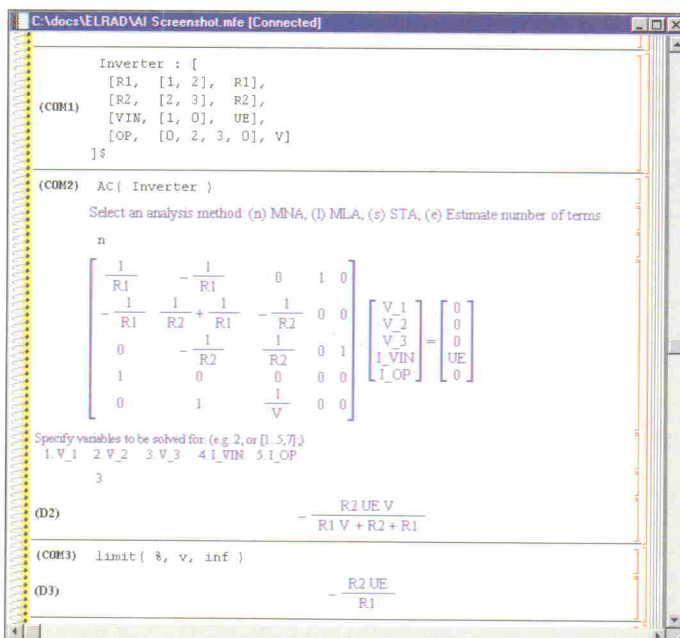 C:\docs\ELRAD\AI Screenshot.mfe [Connected]
Inverter : [
[R1, [1, 2], R1],
(COM1) [R2, [2, 3], R2],
[VIN, [1, 0], UE],
[OP, [0, 2, 3, 0], V]
]$
(COM2) AC( Inverter )
Select an analysis method: (n) MNA, (l) MLA, (s) STA, (e) Estimate number of terms
n
1/R1 - 1/R1 0 1 0
- 1/R1 1/R2 + 1/R1 - 1/R2 0 0
0 - 1/R2 1/R2 0 1
1 0 0 0 0
0 1 1/V 0 0
V_1
V_2
V_3
I_VIN
I_OP
=
0
0
0
UE
0
Specify variables to be solved for: (e.g. 2; or [1..5,7];)
1. V_1 2. V_2 3. V_3 4. I_VIN 5. I_OP
3
(D2) - R2 UE V / R1 V + R2 + R1
(COM3) limit( %, v, inf )
(D3) - R2 UE / R1